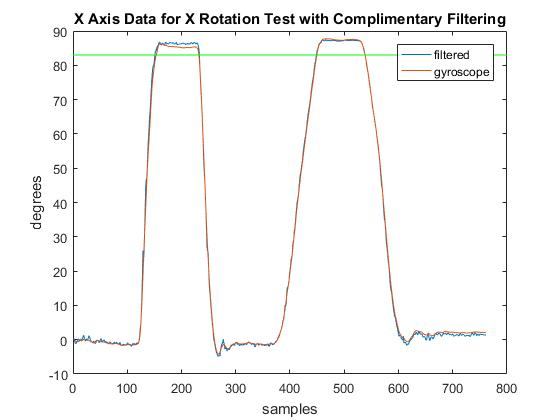 X Axis Data for X Rotation Test with Complimentary Filtering
90
80
70
60
50
40
30
20
10
0
-10
degrees
filtered
gyroscope
0 100 200 300 400 500 600 700 800
samples